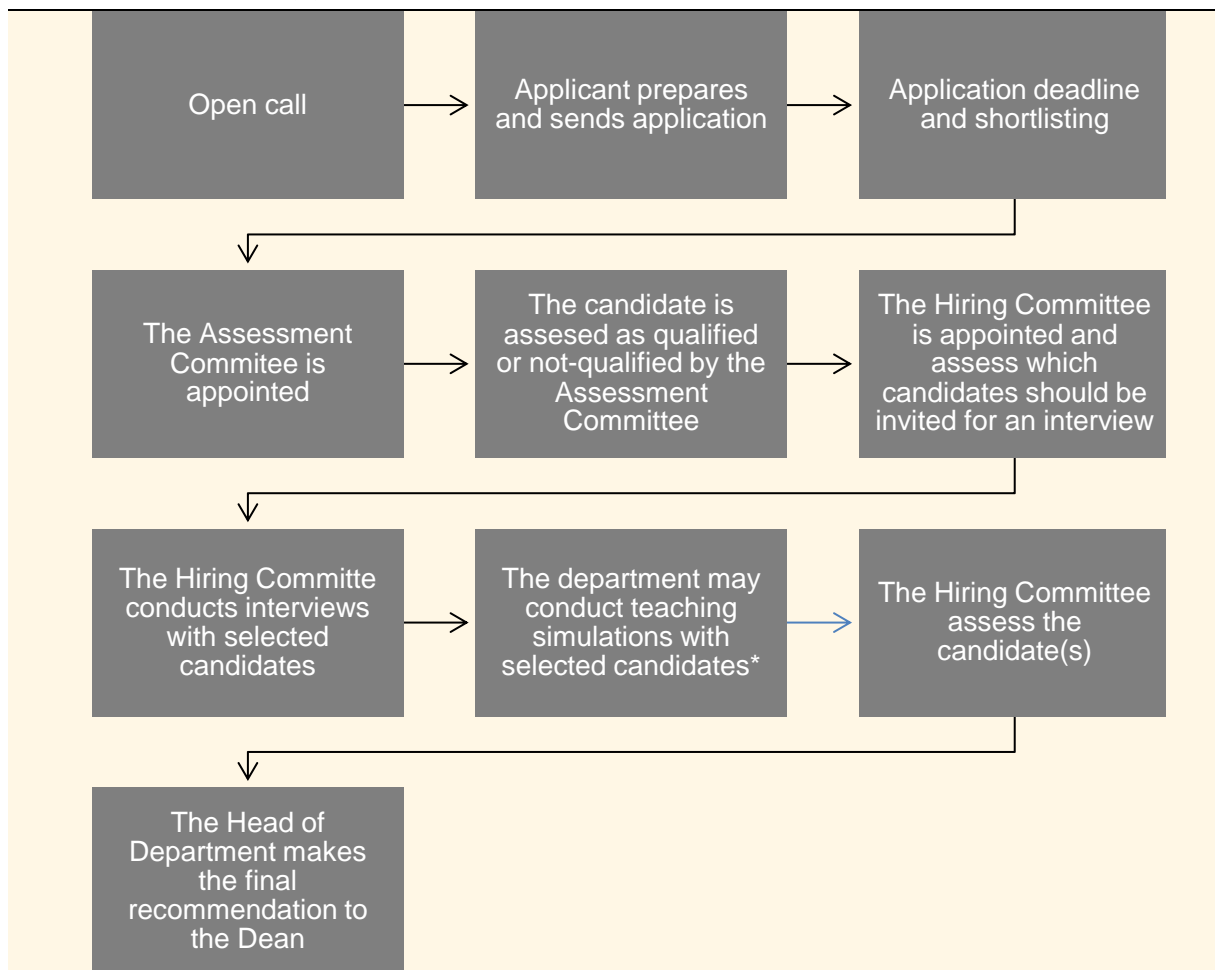 Open call
Applicant prepares
and sends application
Application deadline
and shortlisting
The Assessment
Commitee is
appointed
The candidate is
assesed as qualified
or not-qualified by the
Assessment
Committee
The Hiring Committee
is appointed and
assess which
candidates should be
invited for an interview
The Hiring Committe
conducts interviews
with selected
candidates
The department may
conduct teaching
simulations with
selected candidates*
The Hiring Committee
assess the
candidate(s)
The Head of
Department makes
the final
recommendation to
the Dean